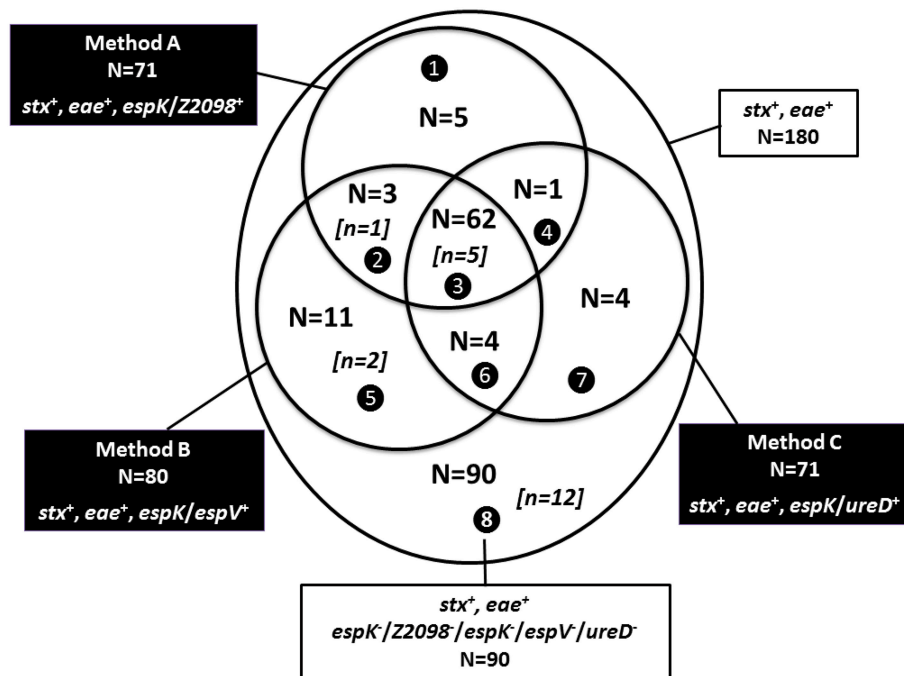 Method A
N=71
stx⁺, eae⁺, espK/Z2098⁺
1
N=5
stx⁺, eae⁺
N=180
N=3
[n=1]
2
N=62
[n=5]
3
N=1
4
N=11
[n=2]
5
N=4
6
N=4
7
Method B
N=80
stx⁺, eae⁺, espK/espV⁺
Method C
N=71
stx⁺, eae⁺, espK/ureD⁺
N=90
[n=12]
8
stx⁺, eae⁺
espK⁻/Z2098⁻/espK⁻/espV⁻/ureD⁻
N=90